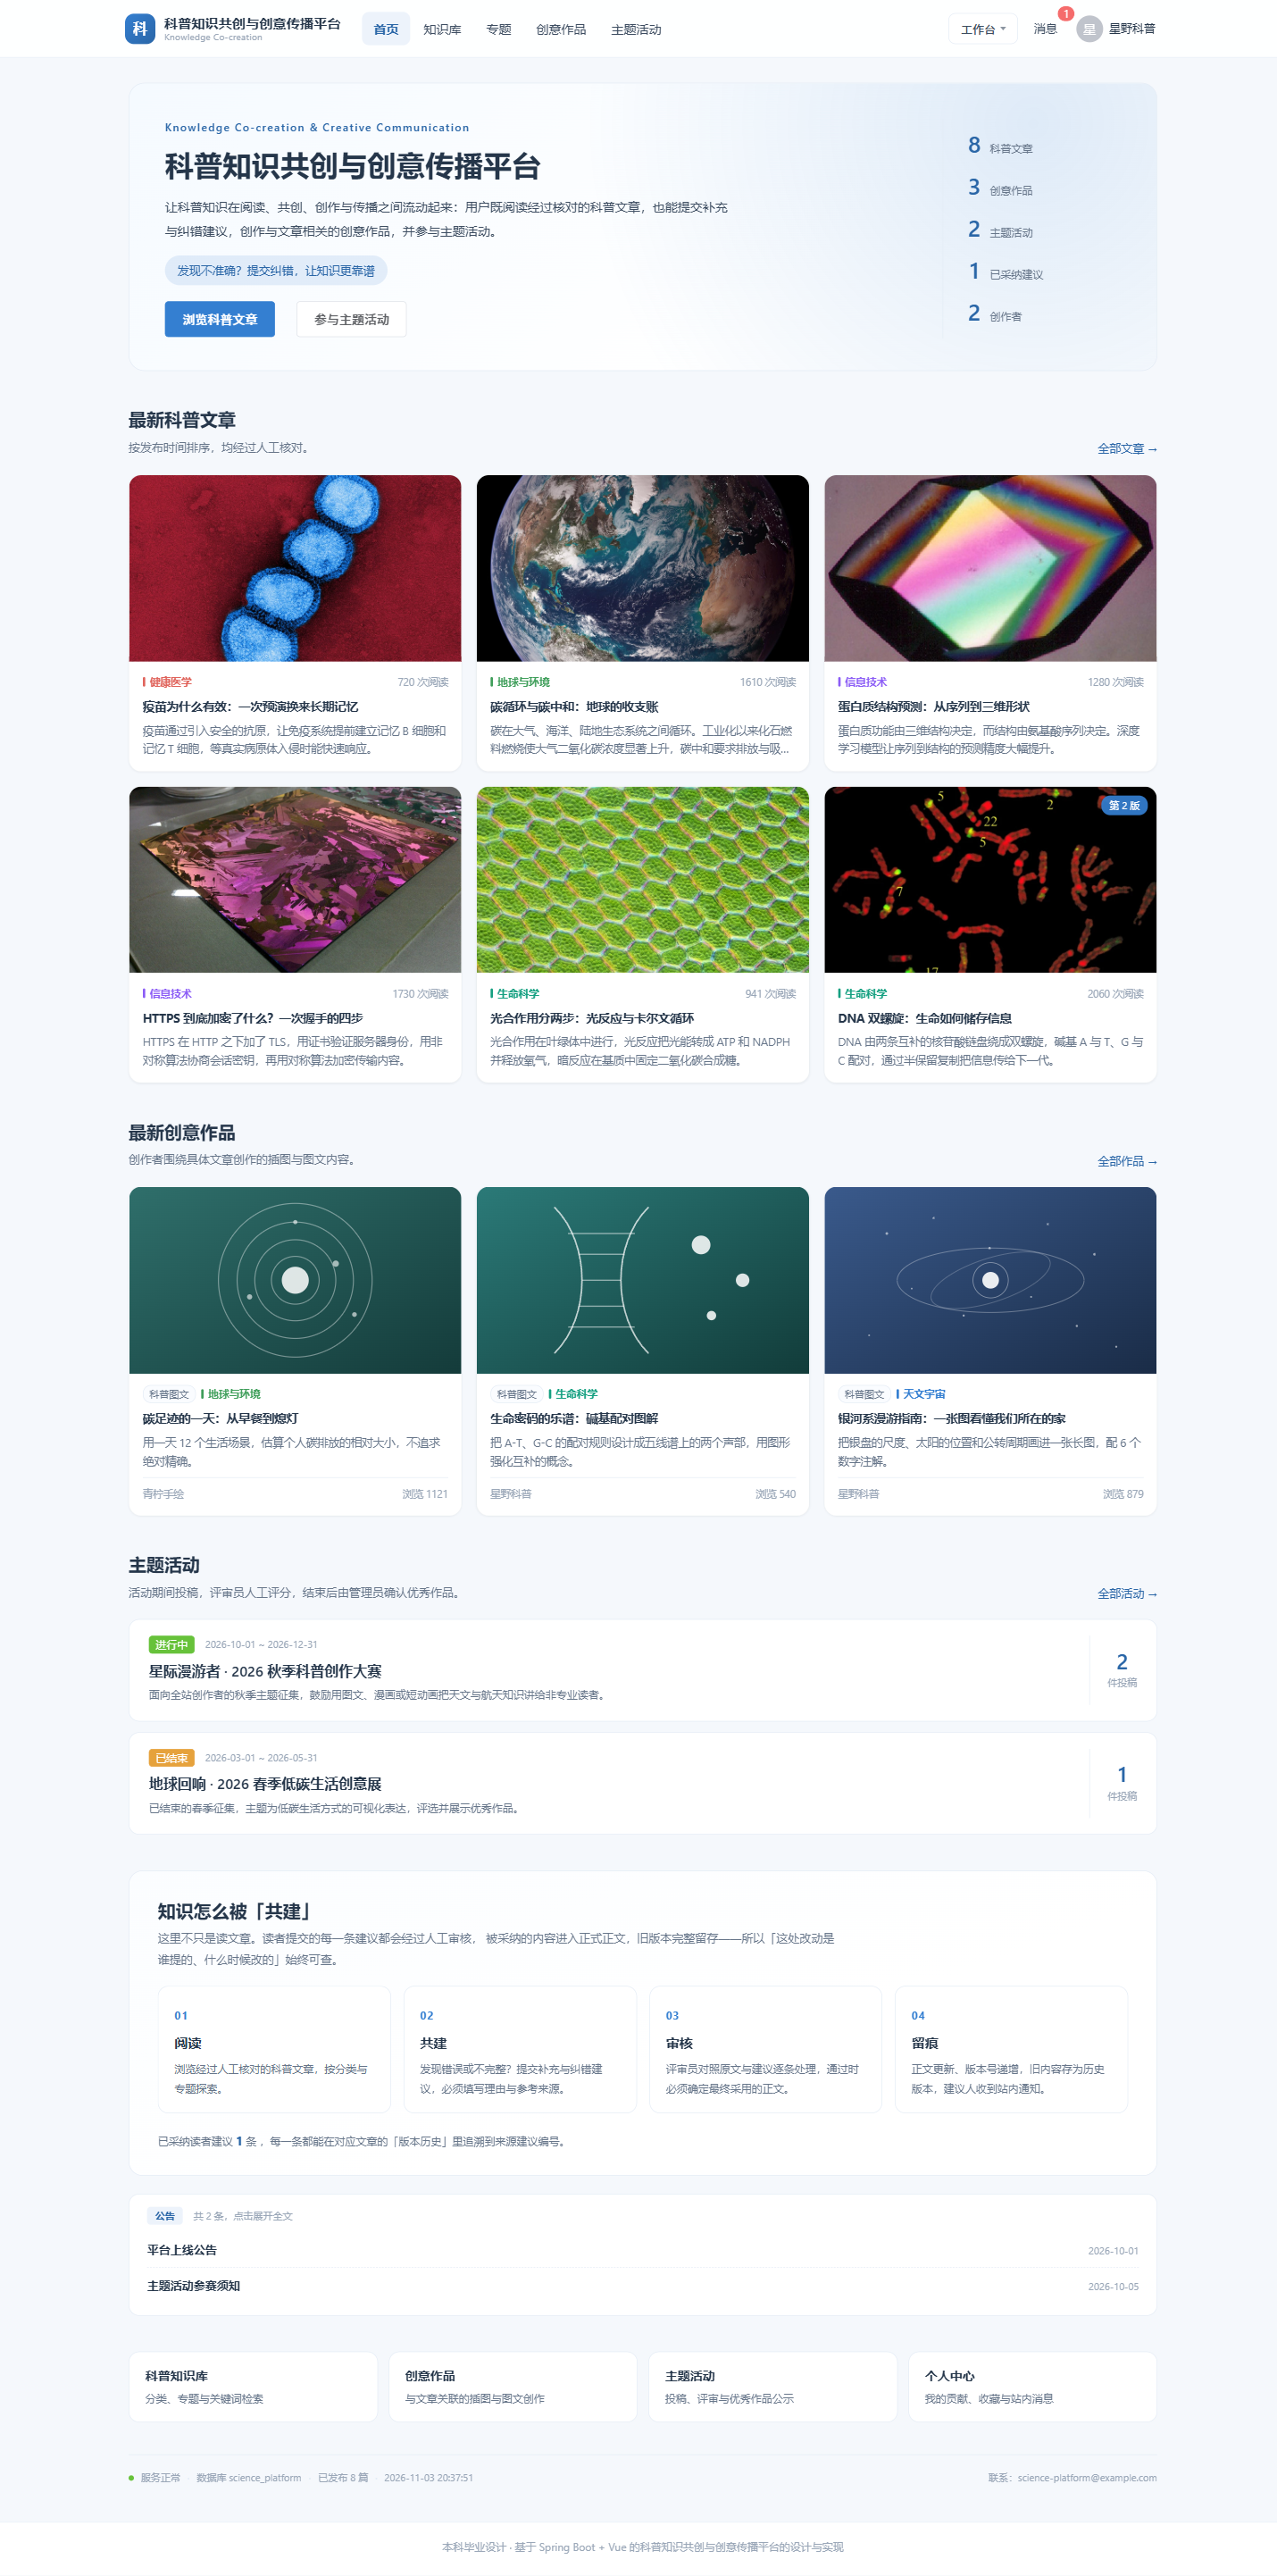 科
科普知识共创与创意传播平台
Knowledge Co-creation
首页
知识库
专题
创意作品
主题活动
工作台
消息
1
星
星野科普
Knowledge Co-creation & Creative Communication
科普知识共创与创意传播平台
让科普知识在阅读、共创、创作与传播之间流动起来：用户既阅读经过核对的科普文章，也能提交补充
与纠错建议，创作与文章相关的创意作品，并参与主题活动。
发现不准确？提交纠错，让知识更靠谱
浏览科普文章
参与主题活动
8 科普文章
3 创意作品
2 主题活动
1 已采纳建议
2 创作者
最新科普文章
按发布时间排序，均经过人工核对。
全部文章 →
健康医学
720 次阅读
疫苗为什么有效：一次预演换来长期记忆
疫苗通过引入安全的抗原，让免疫系统提前建立记忆 B 细胞和
记忆 T 细胞，等真实病原体入侵时能快速响应。
地球与环境
1610 次阅读
碳循环与碳中和：地球的收支账
碳在大气、海洋、陆地生态系统之间循环。工业化以来化石燃
料燃烧使大气二氧化碳浓度显著上升，碳中和要求排放与吸...
信息技术
1280 次阅读
蛋白质结构预测：从序列到三维形状
蛋白质功能由三维结构决定，而结构由氨基酸序列决定。深度
学习模型让序列到结构的预测精度大幅提升。
信息技术
1730 次阅读
HTTPS 到底加密了什么？一次握手的四步
HTTPS 在 HTTP 之下加了 TLS，用证书验证服务器身份，用非
对称算法协商会话密钥，再用对称算法加密传输内容。
生命科学
941 次阅读
光合作用分两步：光反应与卡尔文循环
光合作用在叶绿体中进行，光反应把光能转成 ATP 和 NADPH
并释放氧气，暗反应在基质中固定二氧化碳合成糖。
5
2
22
5
7
17
第 2 版
生命科学
2060 次阅读
DNA 双螺旋：生命如何储存信息
DNA 由两条互补的核苷酸链盘绕成双螺旋，碱基 A 与 T、G 与
C 配对，通过半保留复制把信息传给下一代。
最新创意作品
创作者围绕具体文章创作的插图与图文内容。
全部作品 →
科普图文
地球与环境
碳足迹的一天：从早餐到熄灯
用一天 12 个生活场景，估算个人碳排放的相对大小，不追求
绝对精确。
青柠手绘
浏览 1121
科普图文
生命科学
生命密码的乐谱：碱基配对图解
把 A-T、G-C 的配对规则设计成五线谱上的两个声部，用图形
强化互补的概念。
星野科普
浏览 540
科普图文
天文宇宙
银河系漫游指南：一张图看懂我们所在的家
把银盘的尺度、太阳的位置和公转周期画进一张长图，配 6 个
数字注解。
星野科普
浏览 879
主题活动
活动期间投稿，评审员人工评分，结束后由管理员确认优秀作品。
全部活动 →
进行中
2026-10-01 ~ 2026-12-31
星际漫游者 · 2026 秋季科普创作大赛
面向全站创作者的秋季主题征集，鼓励用图文、漫画或短动画把天文与航天知识讲给非专业读者。
2
件投稿
已结束
2026-03-01 ~ 2026-05-31
地球回响 · 2026 春季低碳生活创意展
已结束的春季征集，主题为低碳生活方式的可视化表达，评选并展示优秀作品。
1
件投稿
知识怎么被「共建」
这里不只是读文章。读者提交的每一条建议都会经过人工审核， 被采纳的内容进入正式正文，旧版本完整留存——所以「这处改动是
谁提的、什么时候改的」始终可查。
01
阅读
浏览经过人工核对的科普文章，按分类与
专题探索。
02
共建
发现错误或不完整？提交补充与纠错建
议，必须填写理由与参考来源。
03
审核
评审员对照原文与建议逐条处理，通过时
必须确定最终采用的正文。
04
留痕
正文更新、版本号递增，旧内容存为历史
版本，建议人收到站内通知。
已采纳读者建议 1 条 ，每一条都能在对应文章的「版本历史」里追溯到来源建议编号。
公告
共 2 条，点击展开全文
平台上线公告
2026-10-01
主题活动参赛须知
2026-10-05
科普知识库
分类、专题与关键词检索
创意作品
与文章关联的插图与图文创作
主题活动
投稿、评审与优秀作品公示
个人中心
我的贡献、收藏与站内消息
服务正常 · 数据库 science_platform · 已发布 8 篇 · 2026-11-03 20:37:51
联系：science-platform@example.com
本科毕业设计 · 基于 Spring Boot + Vue 的科普知识共创与创意传播平台的设计与实现